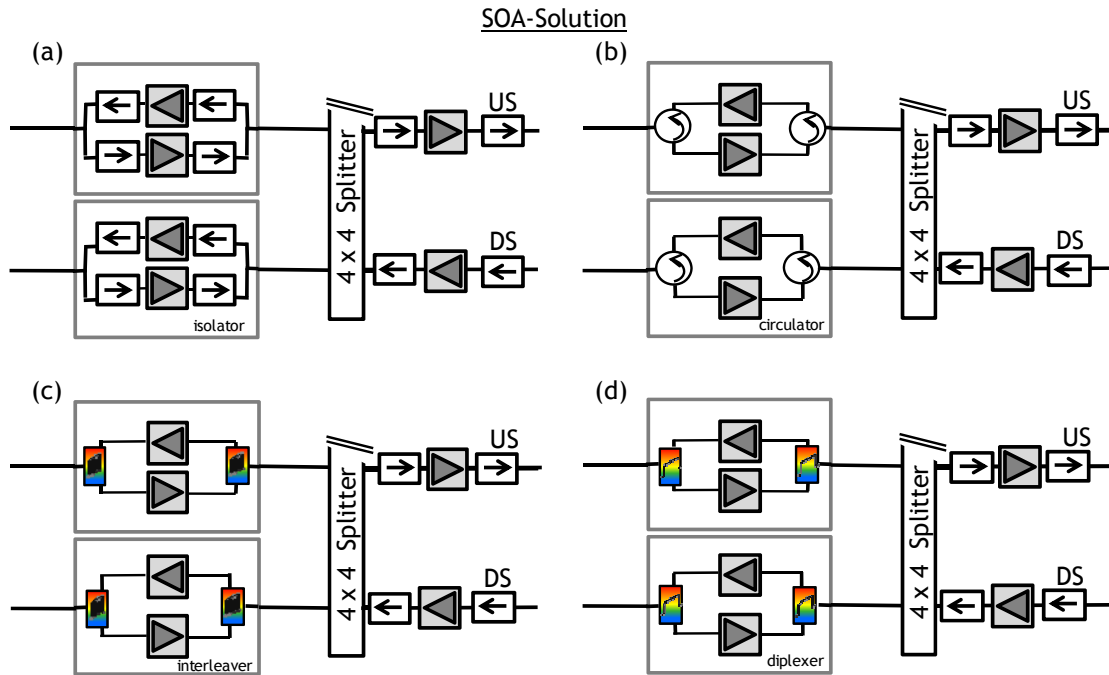 SOA-Solution
(a)
US
4 x 4 Splitter
DS
isolator
(b)
US
4 x 4 Splitter
DS
circulator
(c)
US
4 x 4 Splitter
DS
interleaver
(d)
US
4 x 4 Splitter
DS
diplexer